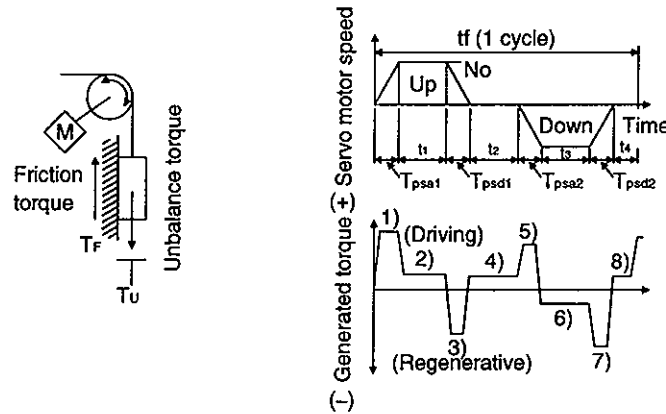 M
Friction
torque
TF
TU
Unbalance torque
(+) Servo motor speed
tf (1 cycle)
No
Up
Down
Time
t1
t2
t3
t4
Tpsa1
Tpsd1
Tpsa2
Tpsd2
(–) Generated torque (+)
1)
(Driving)
2)
3)
4)
5)
6)
7)
8)
(Regenerative)